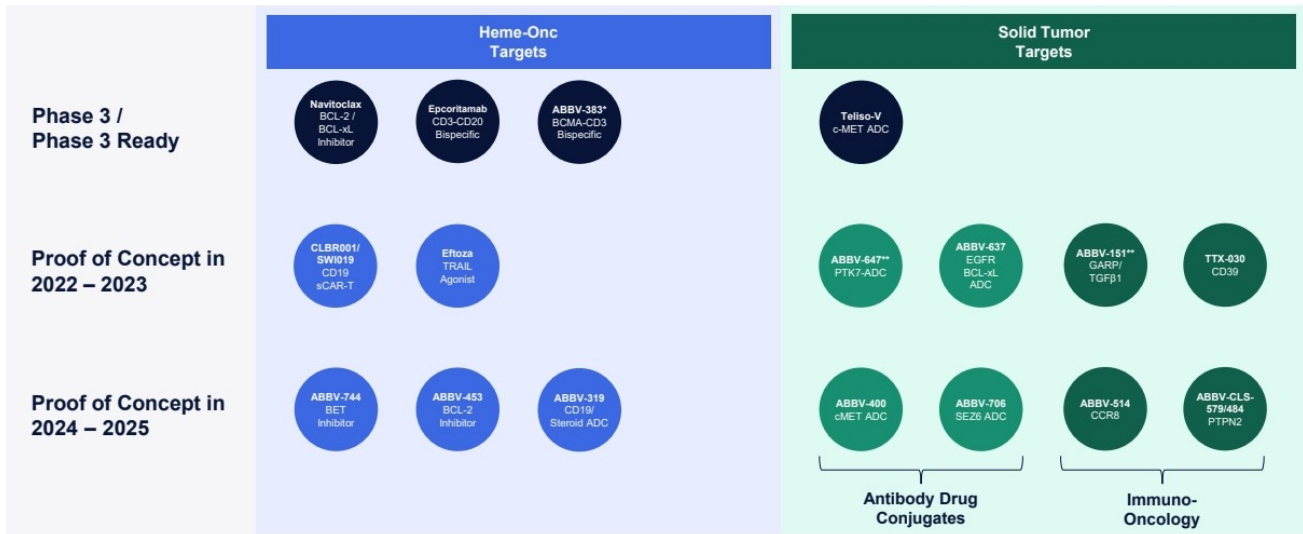 Heme-Onc
Targets
Solid Tumor
Targets
Phase 3 /
Phase 3 Ready
Navitoclax
BCL-2 /
BCL-xL
Inhibitor
Epcoritamab
CD3-CD20
Bispecific
ABBV-383*
BCMA-CD3
Bispecific
Teliso-V
c-MET ADC
Proof of Concept in
2022 – 2023
CLBR001/
SWI019
CD19
sCAR-T
Eftoza
TRAIL
Agonist
ABBV-647**
PTK7-ADC
ABBV-637
EGFR
BCL-xL
ADC
ABBV-151**
GARP/
TGFβ1
TTX-030
CD39
Proof of Concept in
2024 – 2025
ABBV-744
BET
Inhibitor
ABBV-453
BCL-2
Inhibitor
ABBV-319
CD19/
Steroid ADC
ABBV-400
cMET ADC
ABBV-706
SEZ6 ADC
ABBV-514
CCR8
ABBV-CLS-
579/484
PTPN2
Antibody Drug
Conjugates
Immuno-
Oncology